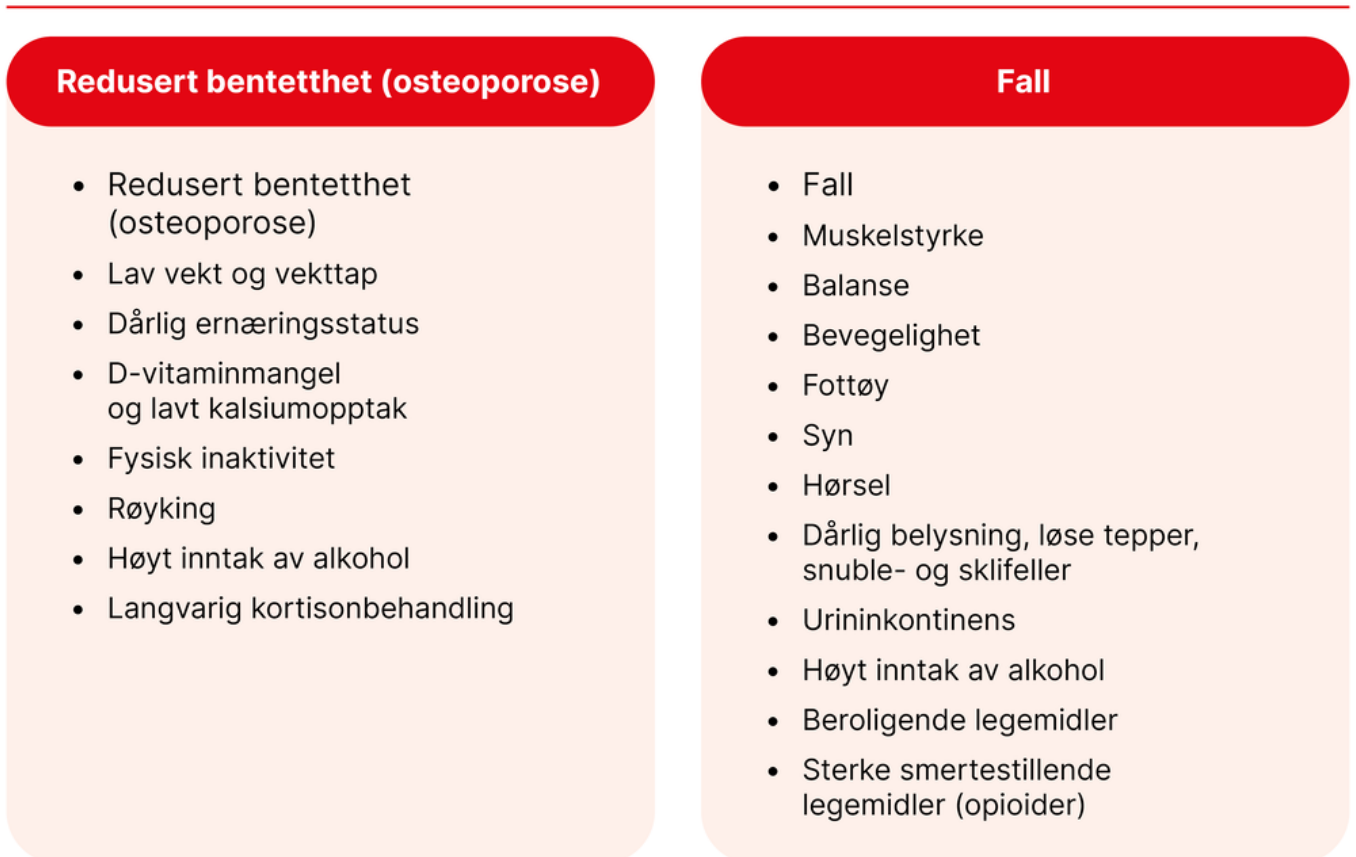 Redusert bentetthet (osteoporose)
• Redusert bentetthet
(osteoporose)
• Lav vekt og vekttap
• Dårlig ernæringsstatus
• D-vitaminmangel
og lavt kalsiumopptak
• Fysisk inaktivitet
• Røyking
• Høyt inntak av alkohol
• Langvarig kortisonbehandling
Fall
• Fall
• Muskelstyrke
• Balanse
• Bevegelighet
• Fottøy
• Syn
• Hørsel
• Dårlig belysning, løse tepper,
snuble- og sklifeller
• Urininkontinens
• Høyt inntak av alkohol
• Beroligende legemidler
• Sterke smertestillende
legemidler (opioider)